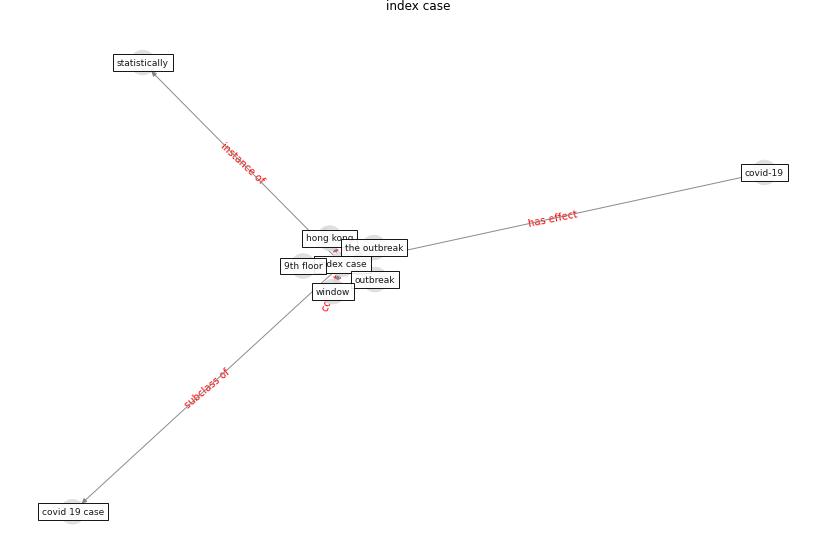 index case
statistically
instance of
covid-19
has effect
hong kong
the outbreak
9th floor
dex case
outbreak
window
subclass of
covid 19 case